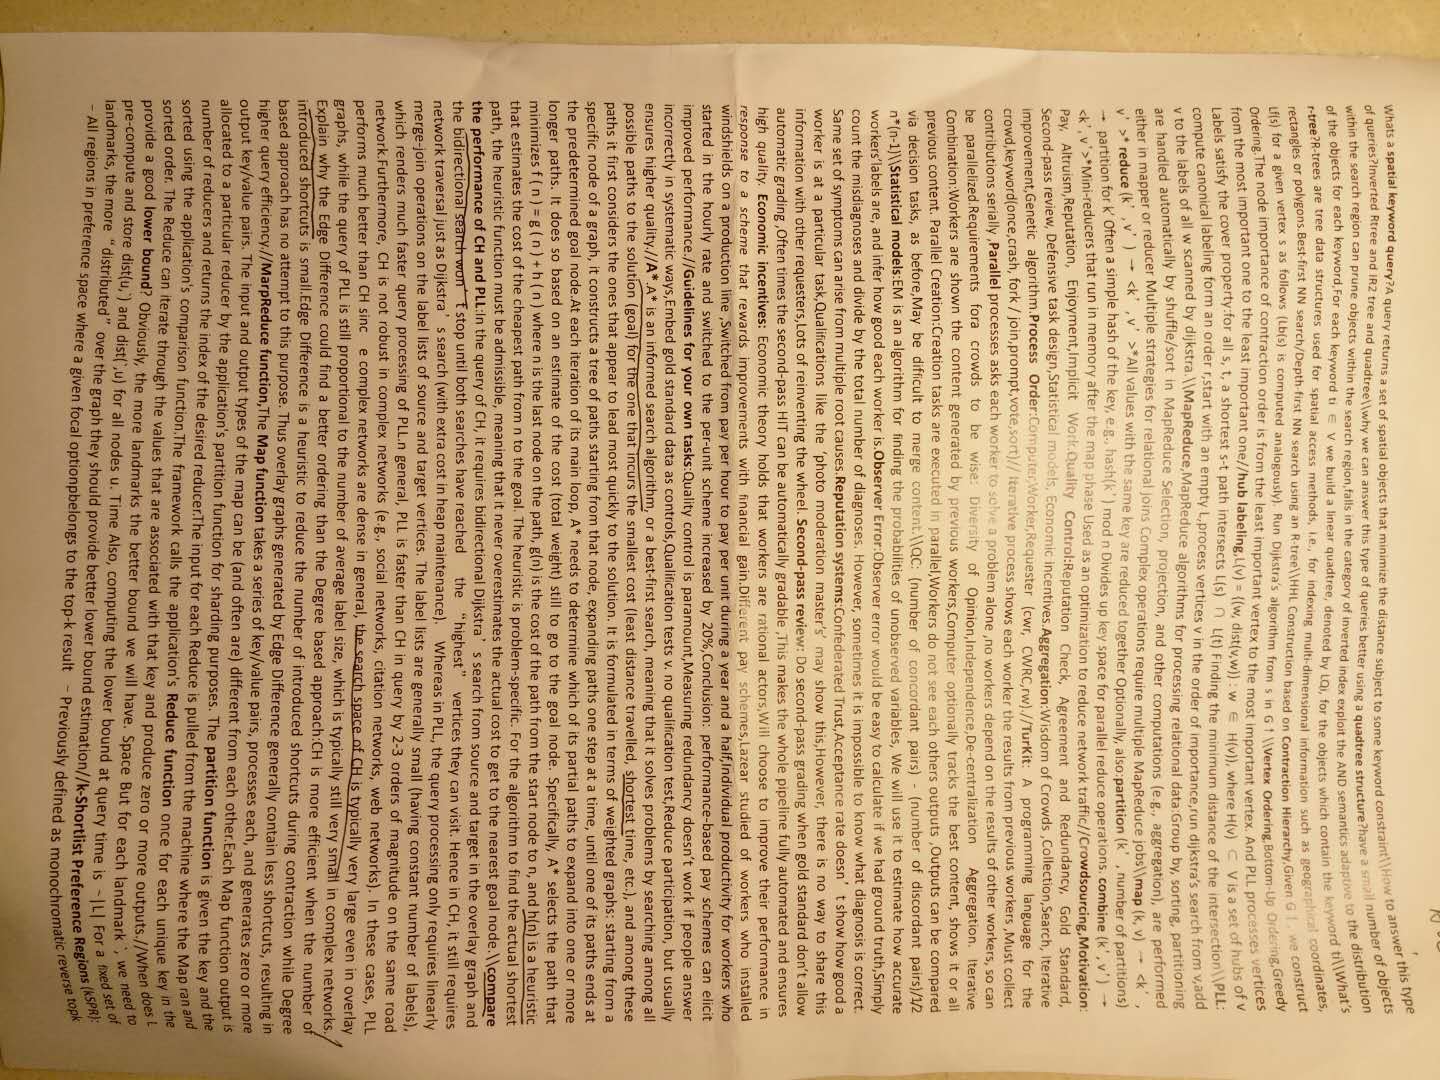 Whats a spatial keyword query?A query returns a set of spatial objects that minimize the distance subject to some keyword constraint\\How to answer this type
of queries?Inverted Rtree and IR2 tree and quadtree\\why we can answer this type of queries better using a quadtree structure?have a small number of objects
within the search region can prune objects within the search region,falls in the category of inverted index exploit the AND semantics adaptive to the distribution
of the objects for each keyword,For each keyword ti ∈ V we build a linear quadtree, denoted by LQi, for the objects which contain the keyword ti\\What's
r-tree?R-trees are tree data structures used for spatial access methods, i.e., for indexing multi-dimensional information such as geographical coordinates,
rectangles or polygons.Best-first NN search/Depth-first NN search using an R-tree\\HHL Construction based on Contraction Hierarchy,Given G↑, we construct
Lf(s) for a given vertex s as follows (Lb(s) is computed analogously). Run Dijkstra's algorithm from s in G↑\\Vertex Ordering,Bottom-Up Ordering,Greedy
Ordering.The node importance of contraction order is from the least important vertex to the most important vertex. And PLL processes vertices
from the most important one to the least important one//hub labeling,L(v) = {(w, dist(v,w)) : w ∈ H(v)}, where H(v) ⊂ V is a set of hubs of v
Labels satisfy the cover property:for all s, t, a shortest s-t path intersects L(s) ∩ L(t) Finding the minimum distance of the intersection\\PLL:
compute canonical labeling form an order r,start with an empty L,process vertices v in the order of importance,run dijkstra's search from v,add
v to the labels of all w scanned by dijkstra.\\MapReduce,MapReduce algorithms for processing relational data:Group by, sorting, partitioning
are handled automatically by shuffle/sort in MapReduce Selection, projection, and other computations (e.g., aggregation), are performed
either in mapper or reducer Multiple strategies for relational joins Complex operations require multiple MapReduce jobs\\map (k, v) → <k' ,
v' >* reduce (k' ,v' ) → <k' ,v' >*All values with the same key are reduced together Optionally, also:partition (k' , number of partitions)
→ partition for k' Often a simple hash of the key, e.g., hash(k' ) mod n Divides up key space for parallel reduce operations. combine (k' , v' ) →
<k' , v' >*Mini-reducers that run in memory after the map phase Used as an optimization to reduce network traffic//Crowdsourcing,Motivation:
Pay, Altruism,Reputation, Enjoyment,Implicit Work.Quality Control:Reputation Check, Agreement and Redundancy, Gold Standard,
Second-pass review, Defensive task design,Statistical models, Economic incentives.Aggregation:Wisdom of Crowds ,Collection,Search, Iterative
improvement,Genetic algorithm.Process Order:Computer,Worker,Requester (cwr, CWRC,rw).//TurKit: A programming language for the
crowd,keyword(once,crash, fork / join,prompt,vote,sort)// Iterative process shows each worker the results from previous workers ,Must collect
contributions serially ,Parallel processes asks each worker to solve a problem alone ,no workers depend on the results of other workers, so can
be parallelized.Requirements fora crowds to be wise: Diversity of Opinion,Independence,De-centralization Aggregation. Iterative
Combination:Workers are shown the content generated by previous workers,Computer optionally tracks the best content, shows it or all
previous content. Parallel Creation:Creation tasks are executed in parallel,Workers do not see each others outputs ,Outputs can be compared
via decision tasks, as before,May be difficult to merge content.\\QC: (number of concordant pairs) - (number of discordant pairs)/1/2
n*(n-1)\\Statistical models:EM is an algorithm for finding the probabilities of unobserved variables, We will use it to estimate how accurate
workers'labels are, and infer how good each worker is.Observer Error:Observer error would be easy to calculate if we had ground truth,Simply
count the misdiagnoses and divide by the total number of diagnoses. However, sometimes it is impossible to know what diagnosis is correct.
Same set of symptoms can arise from multiple root causes.Reputation systems:Confederated Trust,Acceptance rate doesn' t show how good a
worker is at a particular task,Qualifications like the 'photo moderation master's' may show this,However, there is no way to share this
information with other requesters,Lots of reinventing the wheel. Second-pass review: Do second-pass grading when gold standard don't allow
automatic grading ,Often times the second-pass HIT can be automatically gradable ,This makes the whole pipeline fully automated and ensures
high quality. Economic incentives: Economic theory holds that workers are rational actors,Will choose to improve their performance in
response to a scheme that rewards improvements with financial gain.Different pay schemes,Lazear studied of workers who installed
windshields on a production line ,Switched from pay per hour to pay per unit during a year and a half,Individual productivity for workers who
started in the hourly rate and switched to the per-unit scheme increased by 20%,Conclusion: performance-based pay schemes can elicit
improved performance.//Guidelines for your own tasks:Quality control is paramount,Measuring redundancy doesn't work if people answer
incorrectly in systematic ways,Embed gold standard data as controls,Qualification tests v. no qualification test,Reduce participation, but usually
ensures higher quality.//A*.A* is an informed search algorithm, or a best-first search, meaning that it solves problems by searching among all
possible paths to the solution (goal) for the one that incurs the smallest cost (least distance travelled, shortest time, etc.), and among these
paths it first considers the ones that appear to lead most quickly to the solution. It is formulated in terms of weighted graphs: starting from a
specific node of a graph, it constructs a tree of paths starting from that node, expanding paths one step at a time, until one of its paths ends at
the predetermined goal node.At each iteration of its main loop, A* needs to determine which of its partial paths to expand into one or more
longer paths. It does so based on an estimate of the cost (total weight) still to go to the goal node. Specifically, A* selects the path that
minimizes f ( n ) = g ( n ) + h ( n ) where n is the last node on the path, g(n) is the cost of the path from the start node to n, and h(n) is a heuristic
that estimates the cost of the cheapest path from n to the goal. The heuristic is problem-specific. For the algorithm to find the actual shortest
path, the heuristic function must be admissible, meaning that it never overestimates the actual cost to get to the nearest goal node.\\compare
the performance of CH and PLL:In the query of CH, it requires bidirectional Dijkstra' s search from source and target in the overlay graph and
the bidirectional search won' t stop until both searches have reached the "highest" vertices they can visit. Hence in CH, it still requires
network traversal just as Dijkstra' s search (with extra cost in heap maintenance). Whereas in PLL, the query processing only requires linearly
merge-join operations on the label lists of source and target vertices. The label lists are generally small (having constant number of labels),
which renders much faster query processing of PLL.n general, PLL is faster than CH in query by 2-3 orders of magnitude on the same road
network.Furthermore, CH is not robust in complex networks (e.g., social networks, citation networks, web networks). In these cases, PLL
performs much better than CH sinc e complex networks are dense in general, the search space of CH is typically very large even in overlay
graphs, while the query of PLL is still proportional to the number of average label size, which is typically still very small in complex networks.
Explain why the Edge Difference could find a better ordering than the Degree based approach:CH is more efficient when the number of
introduced shortcuts is small.Edge Difference is a heuristic to reduce the number of introduced shortcuts during contraction while Degree
based approach has no attempt to this purpose. Thus overlay graphs generated by Edge Difference generally contain less shortcuts, resulting in
higher query efficiency.//MarpReduce function,The Map function takes a series of key/value pairs, processes each, and generates zero or more
output key/value pairs. The input and output types of the map can be (and often are) different from each other.Each Map function output is
allocated to a particular reducer by the application's partition function for sharding purposes. The partition function is given the key and the
number of reducers and returns the index of the desired reducer.The input for each Reduce is pulled from the machine where the Map ran and
sorted using the application's comparison function.The framework calls the application's Reduce function once for each unique key in the
sorted order. The Reduce can iterate through the values that are associated with that key and produce zero or more outputs.//When does L
provide a good lower bound? Obviously, the more landmarks the better bound we will have. Space But for each landmark `, we need to
pre-compute and store dist(u,`) and dist(`,u) for all nodes u. Time Also, computing the lower bound at query time is ~|L| For a fixed set of
landmarks, the more "distributed" over the graph they should provide better lower bound estimation//k-Shortlist Preference Regions (kSPR):
- All regions in preference space where a given focal optionpbelongs to the top-k result - Previously defined as monochromatic reverse topk